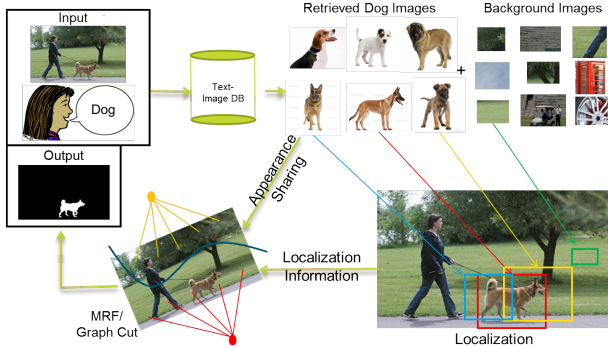 Input
Dog
Text-
Image DB
Retrieved Dog Images
Background Images
+
Output
Appearance
Sharing
Localization
Information
MRF/
Graph Cut
Localization